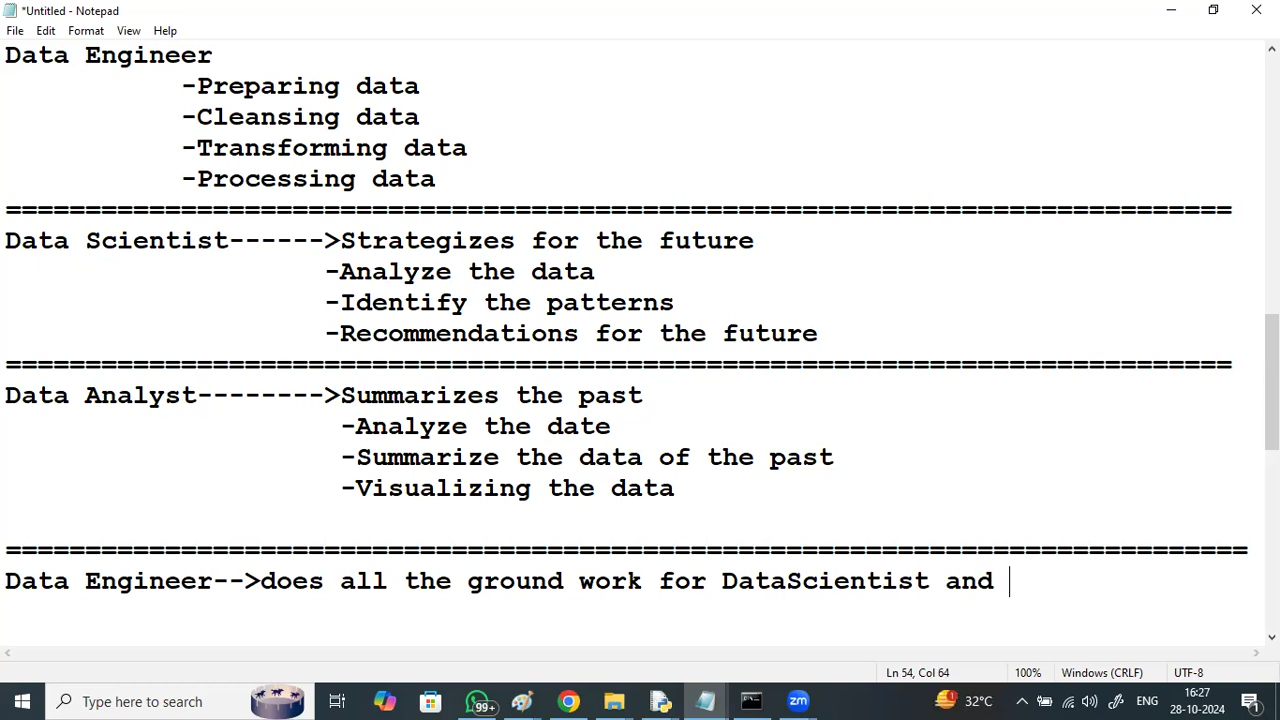 *Untitled - Notepad
File Edit Format View Help
Data Engineer
-Preparing data
-Cleansing data
-Transforming data
-Processing data
=============================================================================
Data Scientist------>Strategizes for the future
-Analyze the data
-Identify the patterns
-Recommendations for the future
=============================================================================
Data Analyst-------->Summarizes the past
-Analyze the date
-Summarize the data of the past
-Visualizing the data
==============================================================================
Data Engineer-->does all the ground work for DataScientist and
Ln 54, Col 64 100% Windows (CRLF) UTF-8
Type here to search 99+ zm 1 32°C ENG 16:27
28-10-2024 1